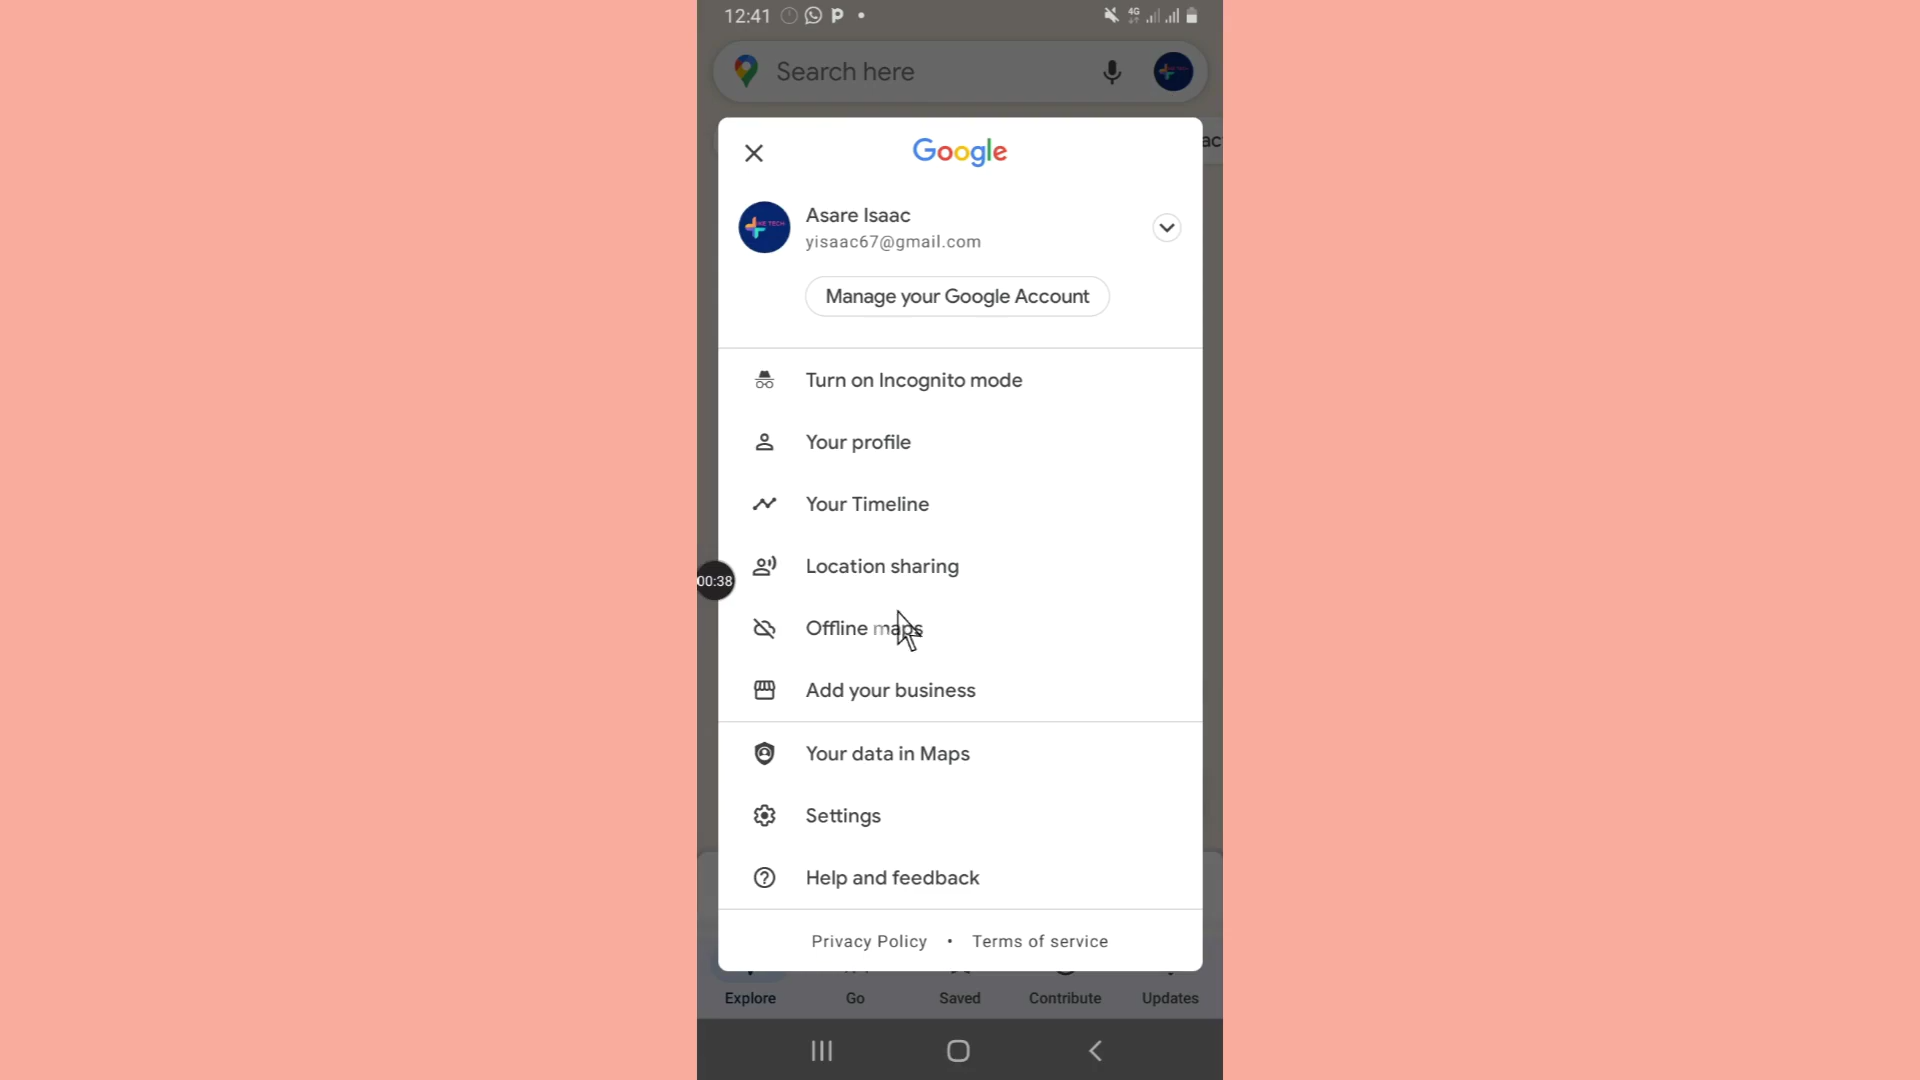 12:41
4G
Search here
ac
Google
Asare Isaac
yisaac67@gmail.com
Manage your Google Account
Turn on Incognito mode
Your profile
Your Timeline
Location sharing
00:38
Offline maps
Add your business
Your data in Maps
Settings
Help and feedback
Privacy Policy • Terms of service
Explore Go Saved Contribute Updates